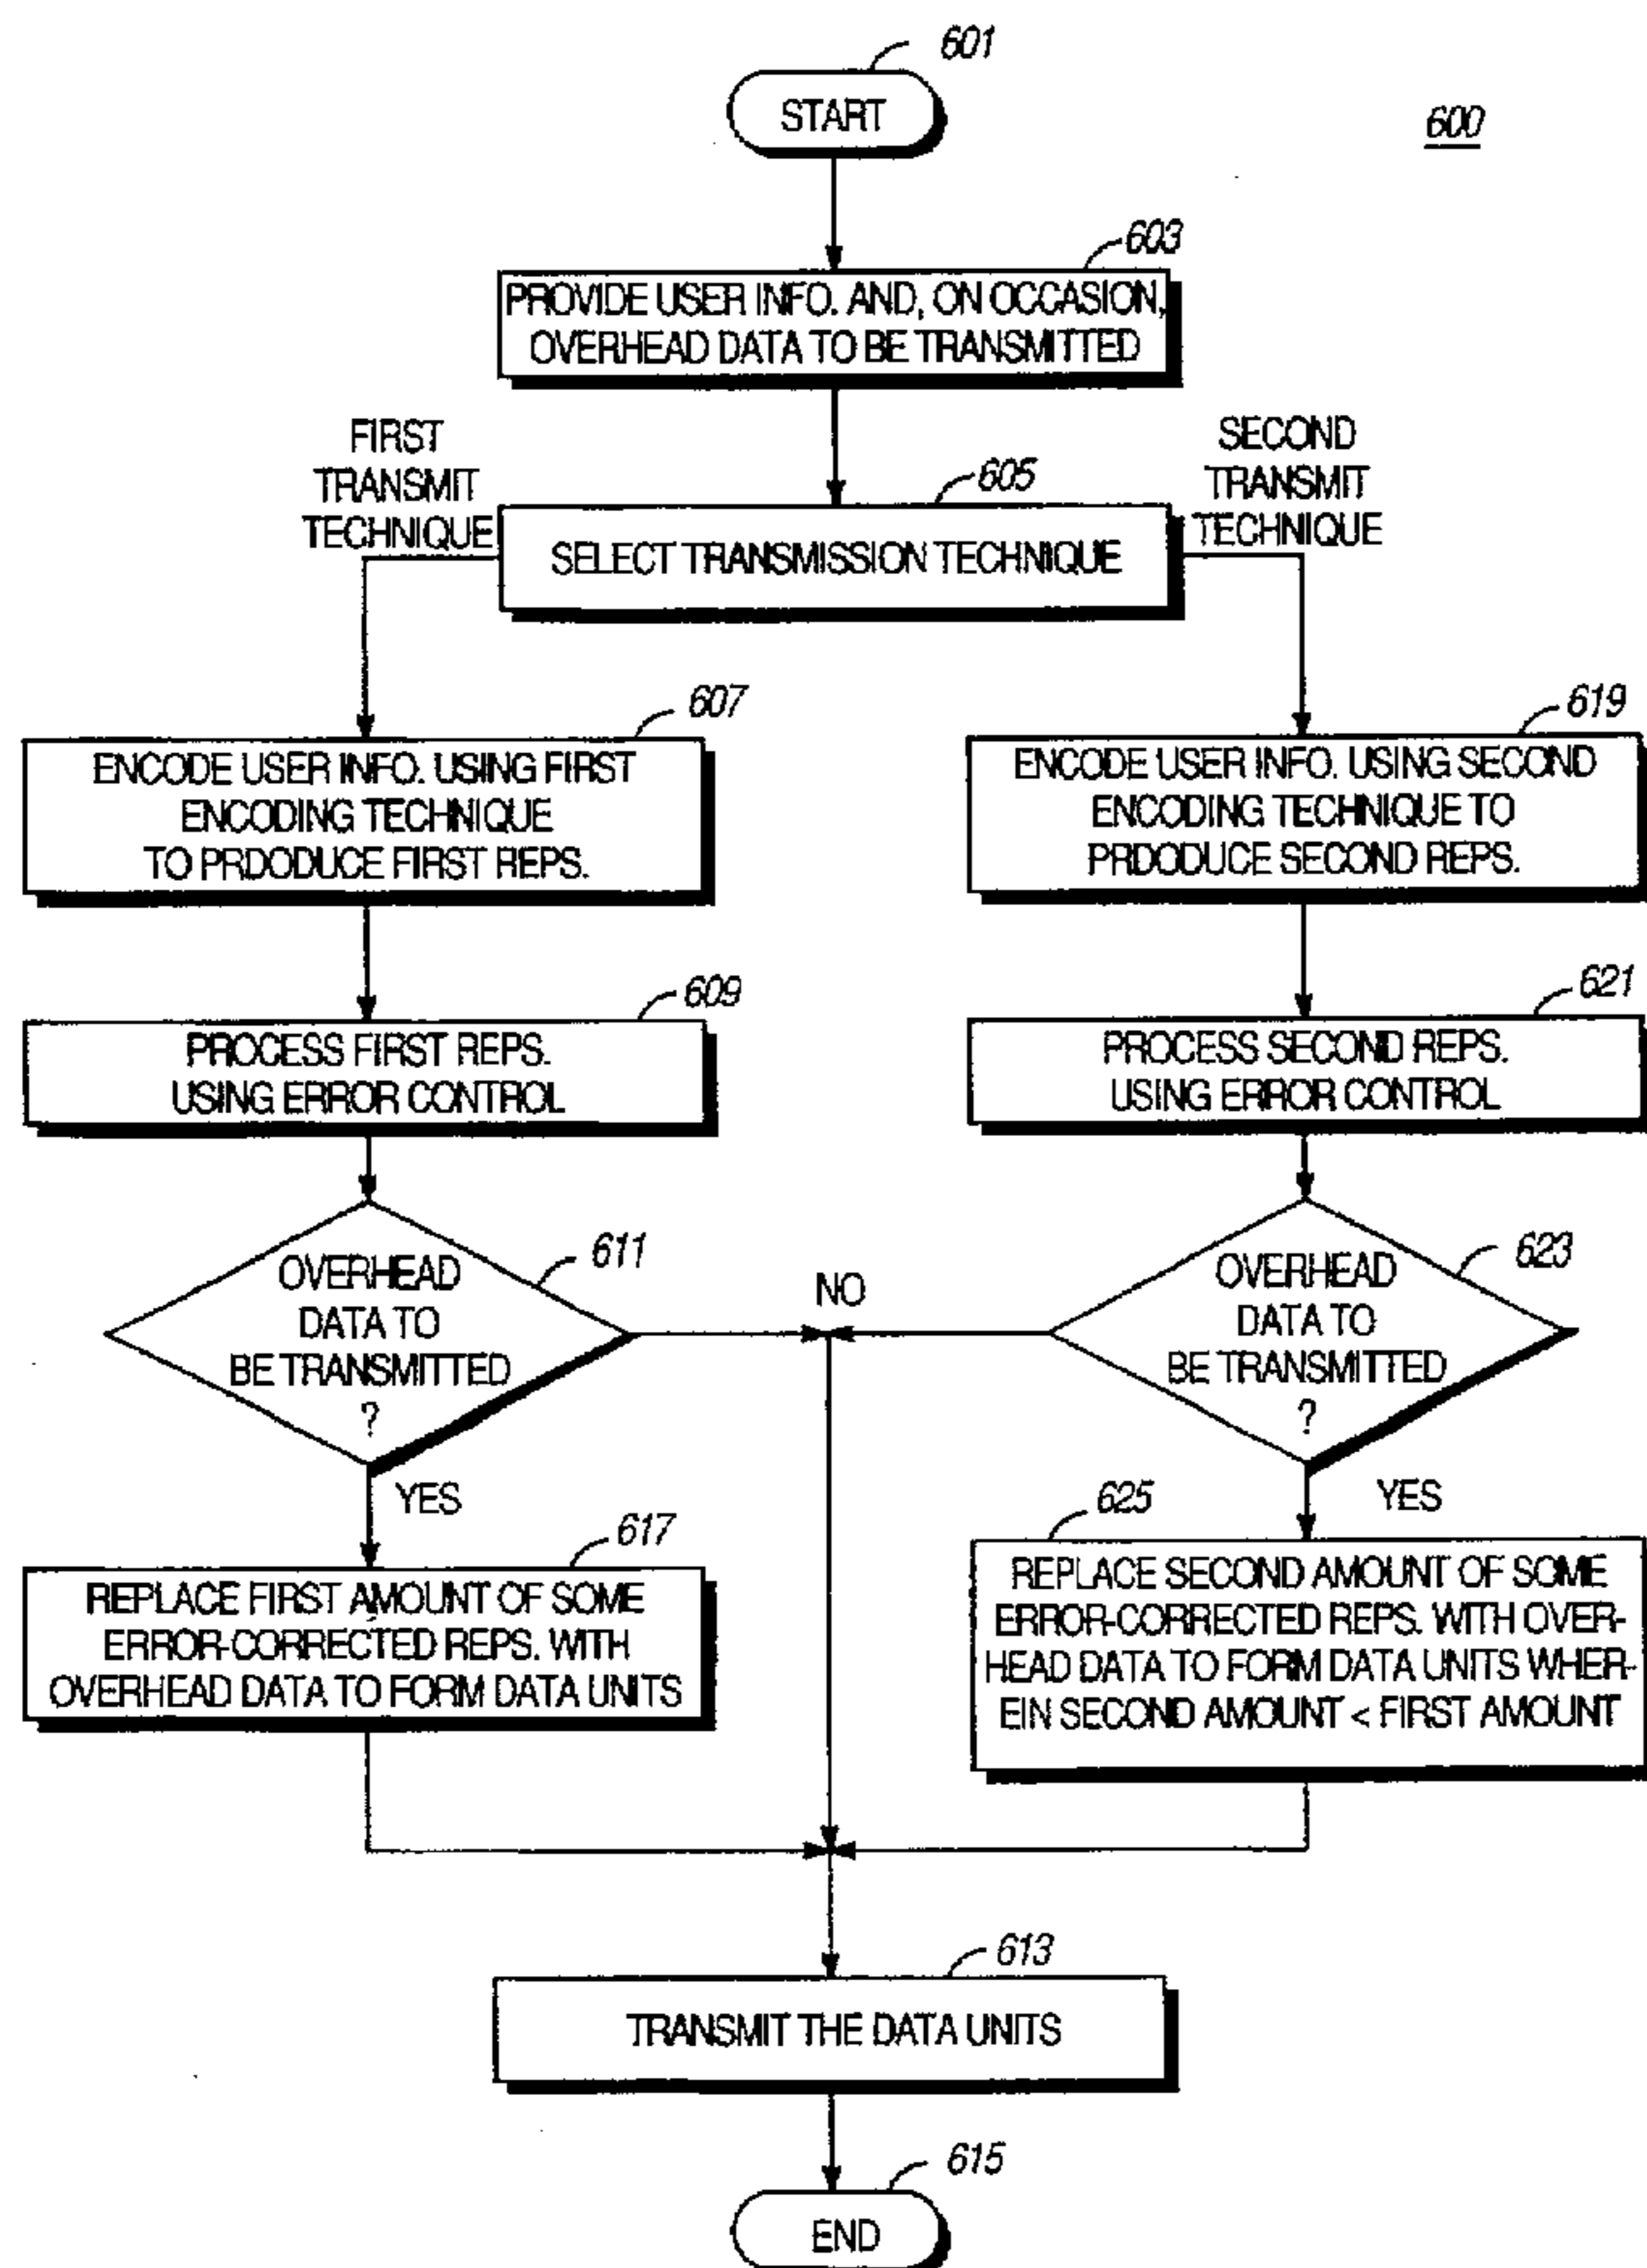 601
START
600
603
PROVIDE USER INFO. AND, ON OCCASION,
OVERHEAD DATA TO BE TRANSMITTED
FIRST
TRANSMIT
TECHNIQUE
SECOND
TRANSMIT
TECHNIQUE
605
SELECT TRANSMISSION TECHNIQUE
607
ENCODE USER INFO. USING FIRST
ENCODING TECHNIQUE
TO PRDODUCE FIRST REPS.
619
ENCODE USER INFO. USING SECOND
ENCODING TECHNIQUE TO
PRDODUCE SECOND REPS.
609
PROCESS FIRST REPS.
USING ERROR CONTROL
621
PROCESS SECOND REPS.
USING ERROR CONTROL
611
OVERHEAD
DATA TO
BE TRANSMITTED
?
NO
623
OVERHEAD
DATA TO
BE TRANSMITTED
?
YES
617
REPLACE FIRST AMOUNT OF SOME
ERROR-CORRECTED REPS. WITH
OVERHEAD DATA TO FORM DATA UNITS
YES
625
REPLACE SECOND AMOUNT OF SOME
ERROR-CORRECTED REPS. WITH OVER-
HEAD DATA TO FORM DATA UNITS WHER-
EIN SECOND AMOUNT < FIRST AMOUNT
613
TRANSMIT THE DATA UNITS
615
END